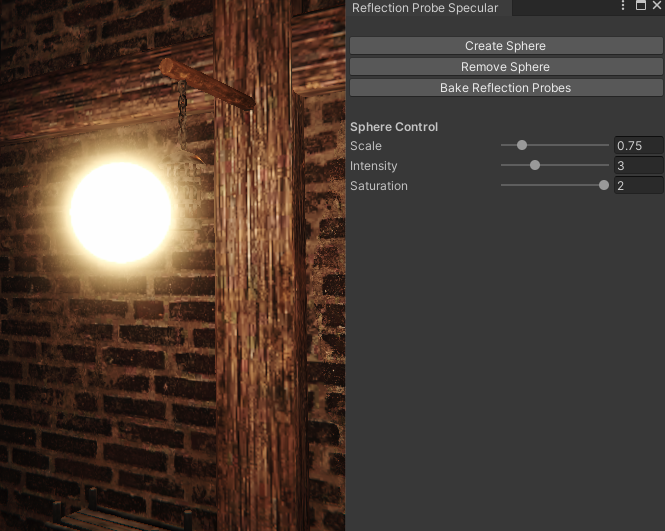 Reflection Probe Specular
Create Sphere
Remove Sphere
Bake Reflection Probes
Sphere Control
Scale 0.75
Intensity 3
Saturation 2